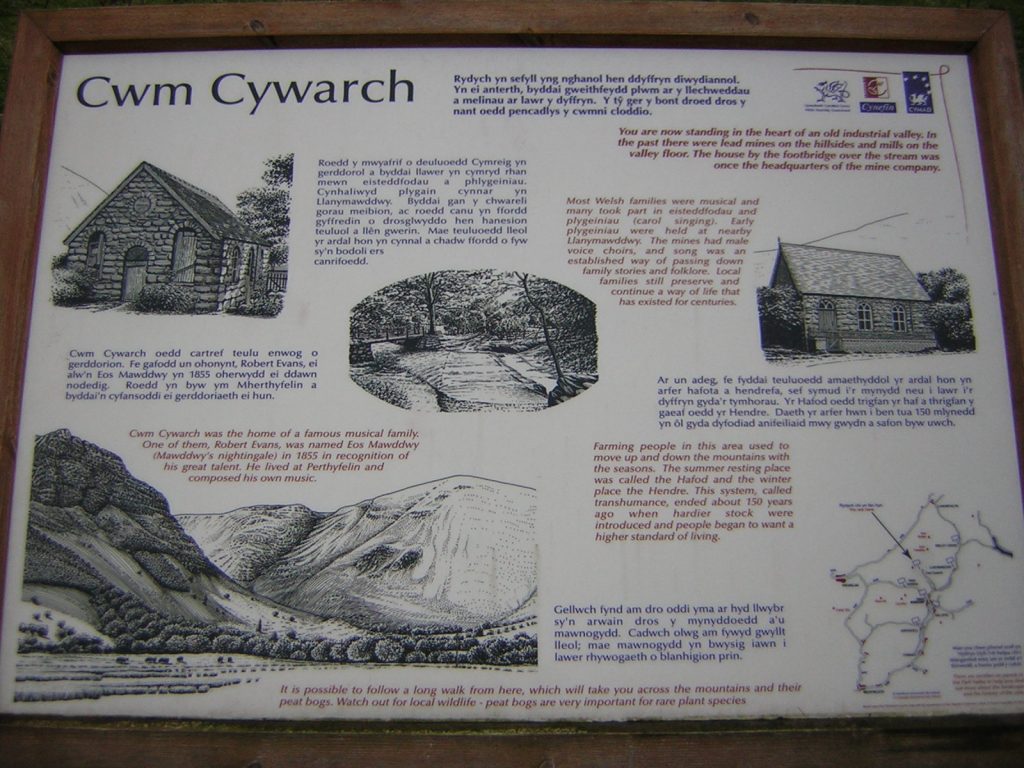 Cwm Cywarch
Rydych yn sefyll yng nghanol hen ddyffryn diwydiannol.
Yn ei anterth, byddai gweithfeydd plwm ar y llechweddau
a melinau ar lawr y dyffryn. Y tŷ ger y bont droed dros y
nant oedd pencadlys y cwmni cloddio.
Cynefin
CYMAD
You are now standing in the heart of an old industrial valley. In
the past there were lead mines on the hillsides and mills on the
valley floor. The house by the footbridge over the stream was
once the headquarters of the mine company.
Roedd y mwyafrif o deuluoedd Cymreig yn
gerddorol a byddai llawer yn cymryd rhan
mewn eisteddfodau a phlygeiniau.
Cynhaliwyd plygain cynnar yn
Llanymawddwy. Byddai gan y chwareli
gorau meibion, ac roedd canu yn ffordd
gyffredin o drosglwyddo hen hanesion
teuluol a llên gwerin. Mae teuluoedd lleol
yr ardal hon yn cynnal a chadw ffordd o fyw
sy'n bodoli ers
canrifoedd.
Most Welsh families were musical and
many took part in eisteddfodau and
plygeiniau (carol singing). Early
plygeiniau were held at nearby
Llanymawddwy. The mines had male
voice choirs, and song was an
established way of passing down
family stories and folklore. Local
families still preserve and
continue a way of life that
has existed for centuries.
Cwm Cywarch oedd cartref teulu enwog o
gerddorion. Fe gafodd un ohonynt, Robert Evans, ei
alw'n Eos Mawddwy yn 1855 oherwydd ei ddawn
nodedig. Roedd yn byw ym Mherthyfelin a
byddai'n cyfansoddi ei gerddoriaeth ei hun.
Cwm Cywarch was the home of a famous musical family.
One of them, Robert Evans, was named Eos Mawddwy
(Mawddwy's nightingale) in 1855 in recognition of
his great talent. He lived at Perthyfelin and
composed his own music.
Ar un adeg, fe fyddai teuluoedd amaethyddol yr ardal hon yn
arfer hafota a hendrefa, sef symud i'r mynydd neu i lawr i'r
dyffryn gyda'r tymhorau. Yr Hafod oedd trigfan yr haf a thrigfan y
gaeaf oedd yr Hendre. Daeth yr arfer hwn i ben tua 150 mlynedd
yn ôl gyda dyfodiad anifeiliaid mwy gwydn a safon byw uwch.
Farming people in this area used to
move up and down the mountains with
the seasons. The summer resting place
was called the Hafod and the winter
place the Hendre. This system, called
transhumance, ended about 150 years
ago when hardier stock were
introduced and people began to want a
higher standard of living.
Gellwch fynd am dro oddi yma ar hyd llwybr
sy'n arwain dros y mynyddoedd a'u
mawnogydd. Cadwch olwg am fywyd gwyllt
lleol; mae mawnogydd yn bwysig iawn i
lawer rhywogaeth o blanhigion prin.
It is possible to follow a long walk from here, which will take you across the mountains and their
peat bogs. Watch out for local wildlife - peat bogs are very important for rare plant species